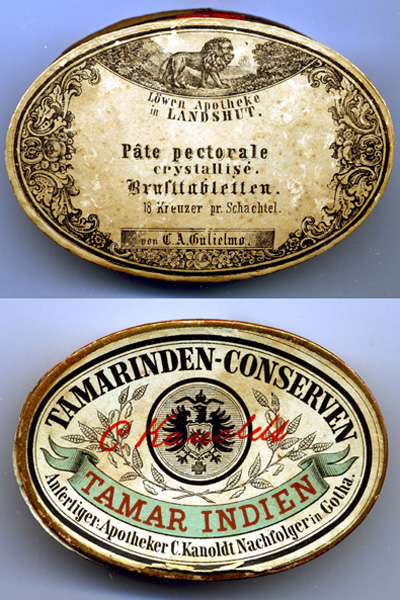 Löwen Apotheke
in LANDSHUT.
Pâte pectorale
crystallisé.
Brusttabletten.
18 Kreuzer pr. Schachtel.
von C. A. Gulielmo.
TAMARINDEN-CONSERVEN
C Kanoldts
TAMAR INDIEN
Anfertiger: Apotheker C. Kanoldt Nachfolger in Gotha.